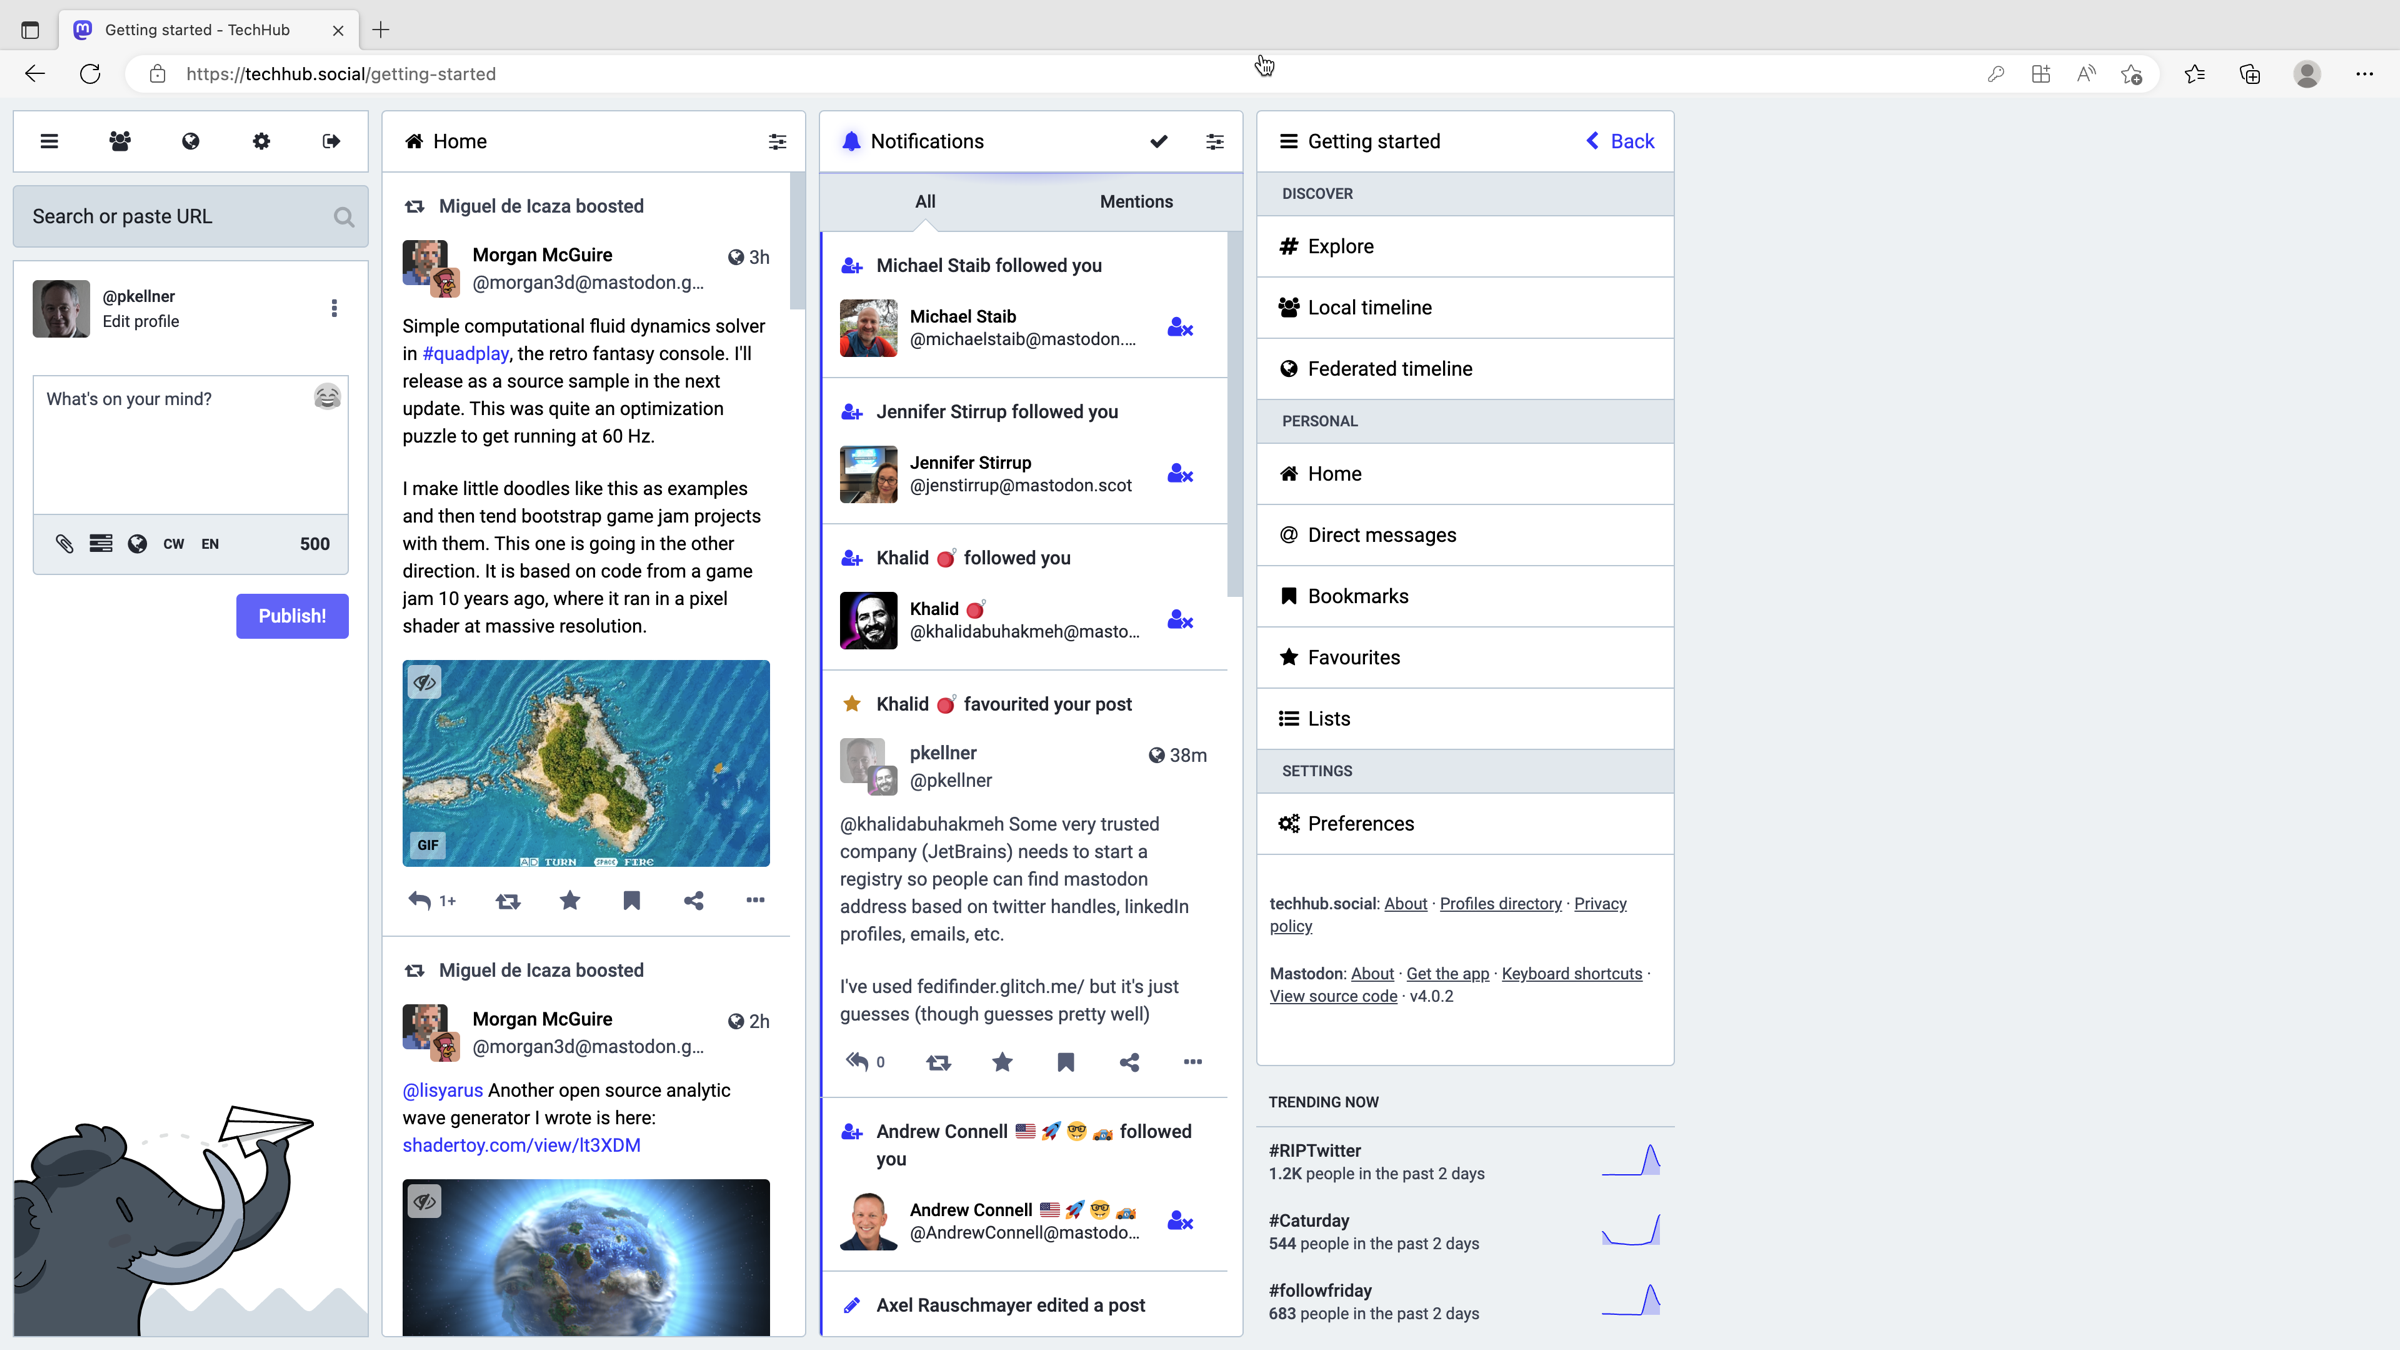 Getting started - TechHub
https://techhub.social/getting-started
Search or paste URL
@pkellner
Edit profile
What's on your mind?
CW EN 500
Publish!
Home
Miguel de Icaza boosted
Morgan McGuire
3h
@morgan3d@mastodon.g...
Simple computational fluid dynamics solver
in #quadplay, the retro fantasy console. I'll
release as a source sample in the next
update. This was quite an optimization
puzzle to get running at 60 Hz.
I make little doodles like this as examples
and then tend bootstrap game jam projects
with them. This one is going in the other
direction. It is based on code from a game
jam 10 years ago, where it ran in a pixel
shader at massive resolution.
GIF
AD TURN SPACE FIRE
1+
Miguel de Icaza boosted
Morgan McGuire
2h
@morgan3d@mastodon.g...
@lisyarus Another open source analytic
wave generator I wrote is here:
shadertoy.com/view/lt3XDM
Notifications
All Mentions
Michael Staib followed you
Michael Staib
@michaelstaib@mastodon....
Jennifer Stirrup followed you
Jennifer Stirrup
@jenstirrup@mastodon.scot
Khalid followed you
Khalid
@khalidabuhakmeh@masto...
Khalid favourited your post
pkellner
38m
@pkellner
@khalidabuhakmeh Some very trusted
company (JetBrains) needs to start a
registry so people can find mastodon
address based on twitter handles, linkedIn
profiles, emails, etc.
I've used fedifinder.glitch.me/ but it's just
guesses (though guesses pretty well)
0
Andrew Connell 🇺🇸 🚀 🤓 🏎️ followed
you
Andrew Connell 🇺🇸 🚀 🤓 🏎️
@AndrewConnell@mastodo...
Axel Rauschmayer edited a post
Getting started
Back
DISCOVER
Explore
Local timeline
Federated timeline
PERSONAL
Home
Direct messages
Bookmarks
Favourites
Lists
SETTINGS
Preferences
techhub.social: About · Profiles directory · Privacy
policy
Mastodon: About · Get the app · Keyboard shortcuts ·
View source code · v4.0.2
TRENDING NOW
#RIPTwitter
1.2K people in the past 2 days
#Caturday
544 people in the past 2 days
#followfriday
683 people in the past 2 days